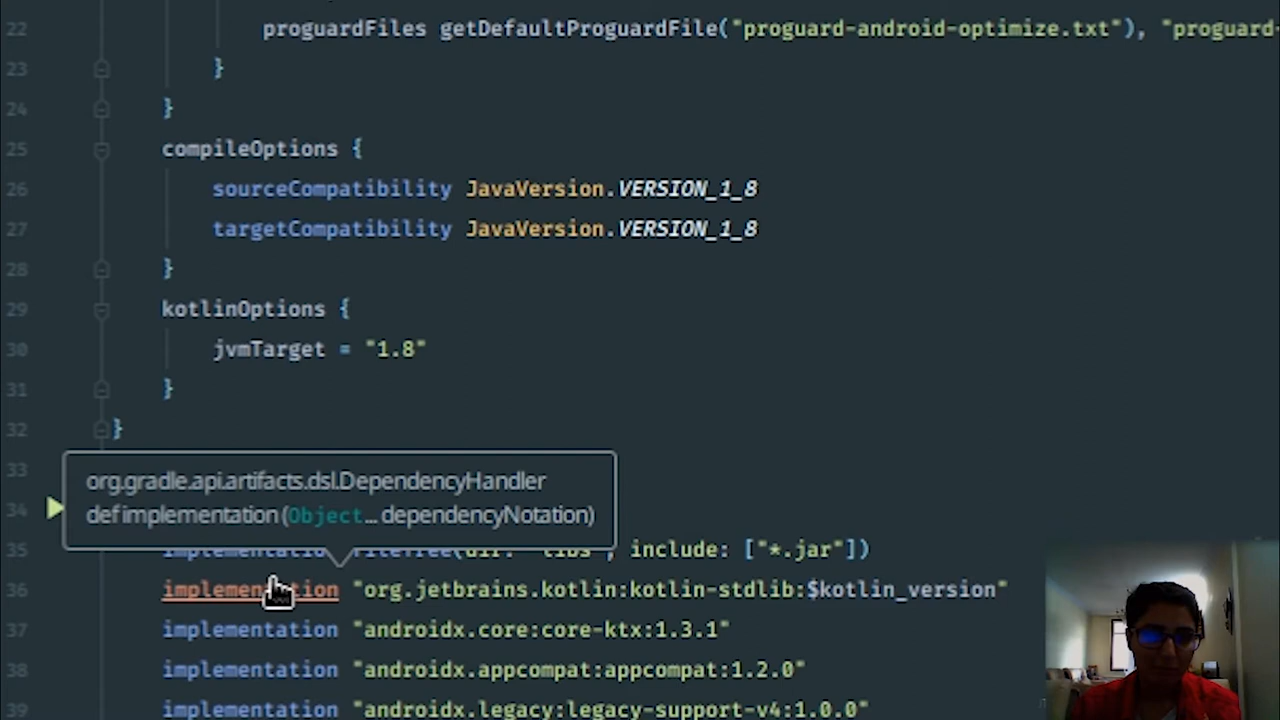 22 proguardFiles getDefaultProguardFile("proguard-android-optimize.txt"), "proguard-
23 }
24 }
25 compileOptions {
26 sourceCompatibility JavaVersion.VERSION_1_8
27 targetCompatibility JavaVersion.VERSION_1_8
28 }
29 kotlinOptions {
30 jvmTarget = "1.8"
31 }
32 }
33
org.gradle.api.artifacts.dsl.DependencyHandler
34
def implementation (Object... dependencyNotation)
35 implementation fileTree(dir: "libs", include: ["*.jar"])
36 implementation "org.jetbrains.kotlin:kotlin-stdlib:$kotlin_version"
37 implementation "androidx.core:core-ktx:1.3.1"
38 implementation "androidx.appcompat:appcompat:1.2.0"
39 implementation "androidx.legacy:legacy-support-v4:1.0.0"